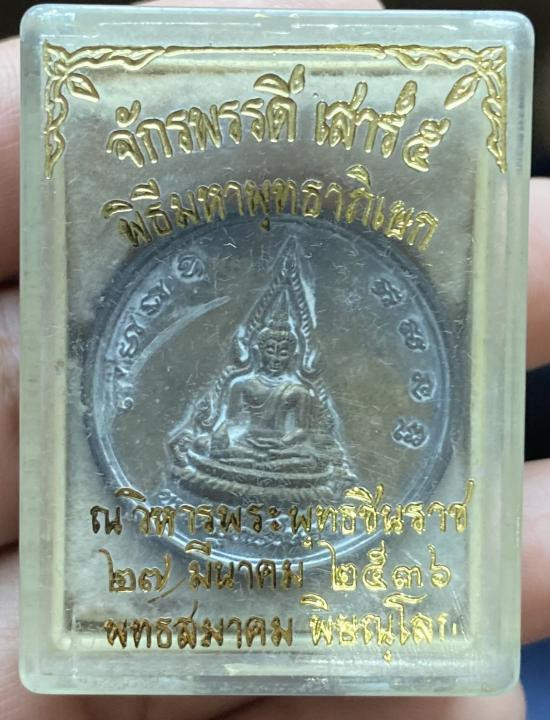 จักรพรรดิ์ เสาร์ ๕
พิธีมหาพุทธาภิเษก
ณ วิหารพระพุทธชินราช
๒๗ มีนาคม ๒๕๓๖
พุทธสมาคม พิษณุโลก